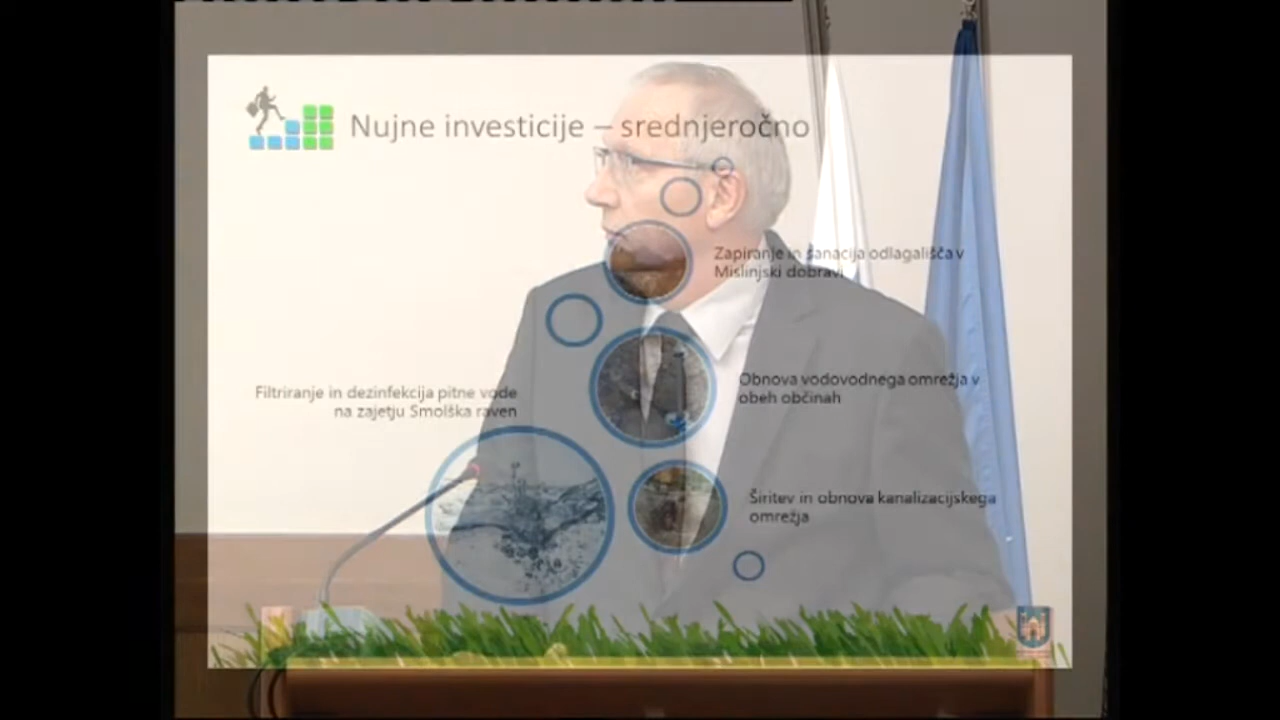 Nujne investicije – srednjeročno
Zapiranje in sanacija odlagališča v
Mislinjski dobravi
Filtriranje in dezinfekcija pitne vode
na zajetju Smolška raven
Obnova vodovodnega omrežja v
obeh občinah
Širitev in obnova kanalizacijskega
omrežja